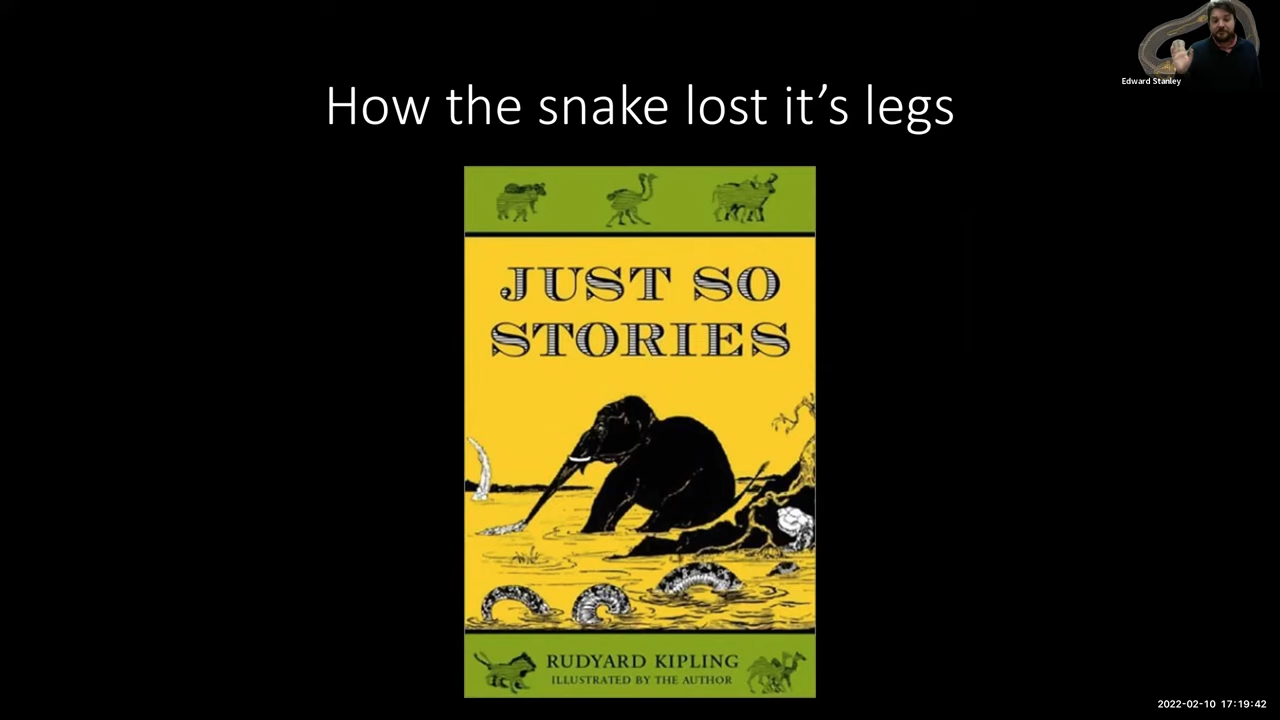 Edward Stanley
How the snake lost it’s legs
JUST SO
STORIES
RUDYARD KIPLING
ILLUSTRATED BY THE AUTHOR
2022-02-10 17:19:42